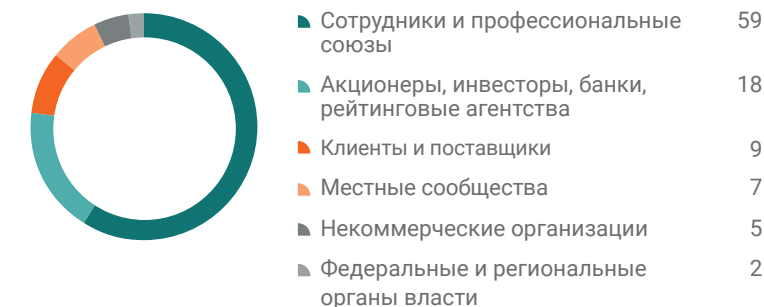 Сотрудники и профессиональные 59
союзы
Акционеры, инвесторы, банки, 18
рейтинговые агентства
Клиенты и поставщики 9
Местные сообщества 7
Некоммерческие организации 5
Федеральные и региональные 2
органы власти